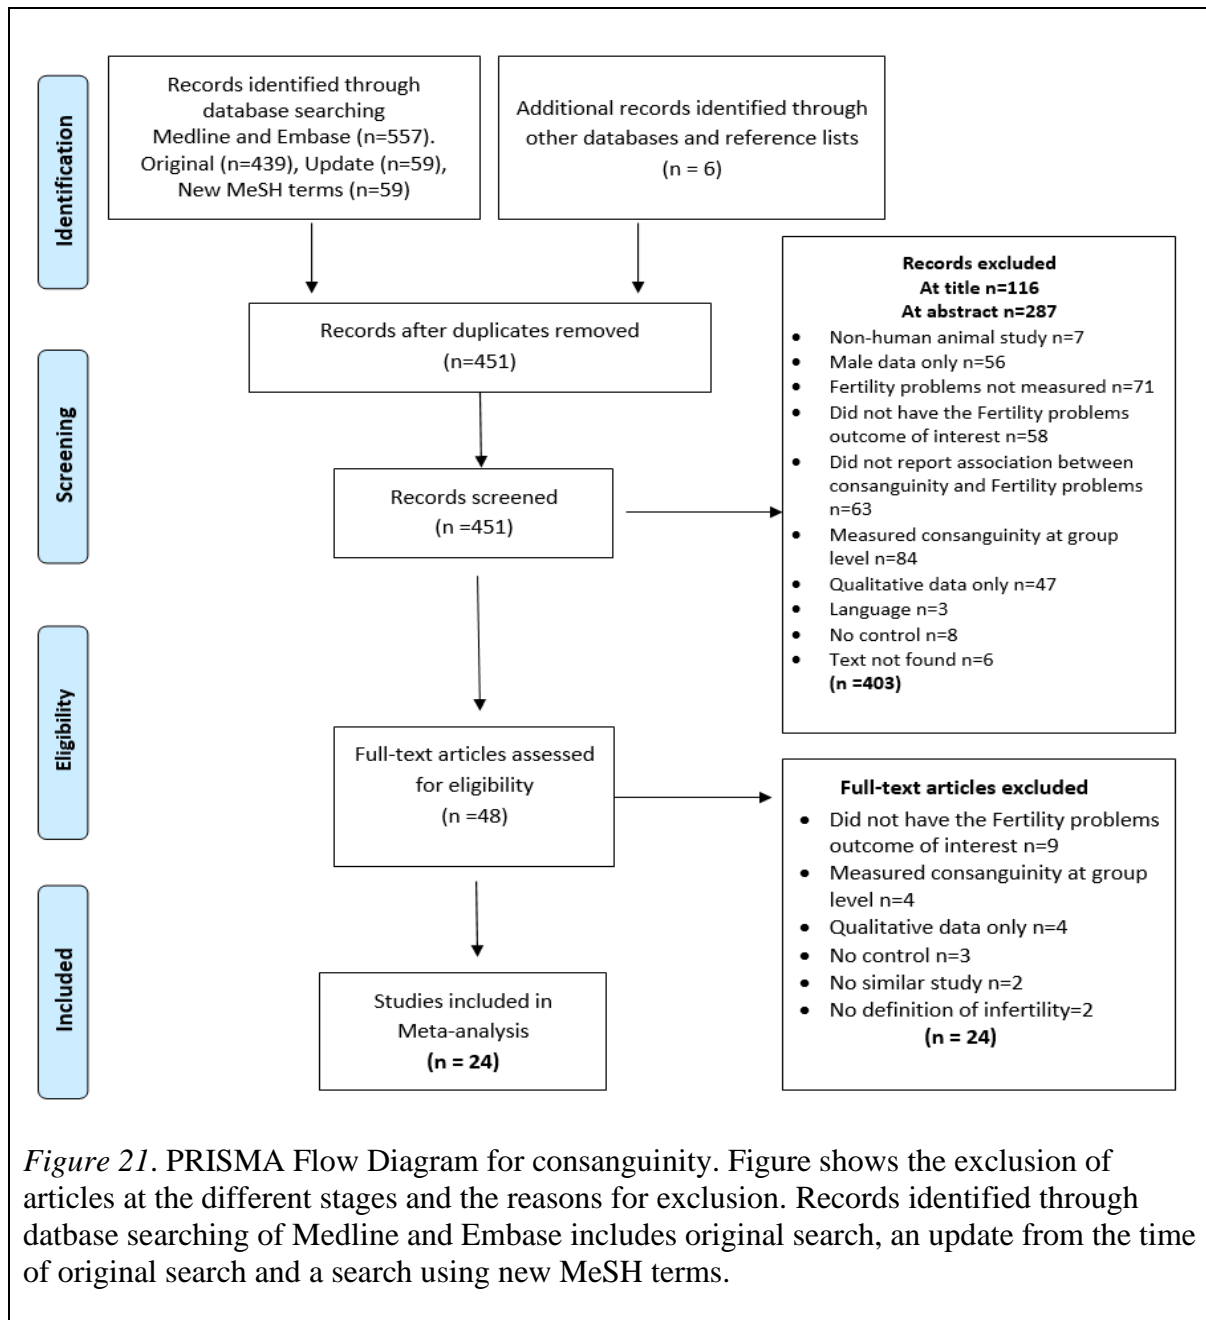 Identification
Records identified through
database searching
Medline and Embase (n=557).
Original (n=439), Update (n=59),
New MeSH terms (n=59)
Additional records identified through
other databases and reference lists
(n = 6)
Records after duplicates removed
(n=451)
Screening
Records screened
(n =451)
Records excluded
At title n=116
At abstract n=287
• Non-human animal study n=7
• Male data only n=56
• Fertility problems not measured n=71
• Did not have the Fertility problems
outcome of interest n=58
• Did not report association between
consanguinity and Fertility problems
n=63
• Measured consanguinity at group
level n=84
• Qualitative data only n=47
• Language n=3
• No control n=8
• Text not found n=6
(n =403)
Eligibility
Full-text articles assessed
for eligibility
(n =48)
Full-text articles excluded
• Did not have the Fertility problems
outcome of interest n=9
• Measured consanguinity at group
level n=4
• Qualitative data only n=4
• No control n=3
• No similar study n=2
• No definition of infertility=2
(n = 24)
Included
Studies included in
Meta-analysis
(n = 24)
Figure 21. PRISMA Flow Diagram for consanguinity. Figure shows the exclusion of
articles at the different stages and the reasons for exclusion. Records identified through
datbase searching of Medline and Embase includes original search, an update from the time
of original search and a search using new MeSH terms.